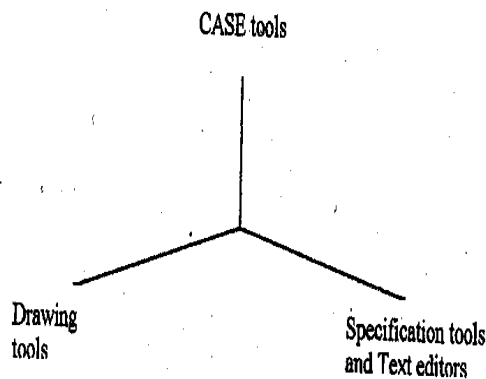 CASE tools
Drawing
tools
Specification tools
and Text editors